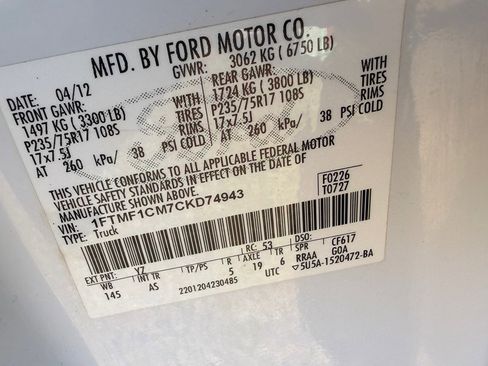 MFD. BY FORD MOTOR CO.
DATE: 04/12 GVWR: 3062 KG ( 6750 LB)
FRONT GAWR: REAR GAWR:
1497 KG ( 3300 LB) 1724 KG ( 3800 LB)
P235/75R17 108S TIRES P235/75R17 108S TIRES
17x7.5J RIMS 17x7.5J RIMS
AT 260 kPa/ 38 PSI COLD AT 260 kPa/ 38 PSI COLD
THIS VEHICLE CONFORMS TO ALL APPLICABLE FEDERAL MOTOR
VEHICLE SAFETY STANDARDS IN EFFECT ON THE DATE OF
MANUFACTURE SHOWN ABOVE.
VIN: 1FTMF1CM7CKD74943 F0226
TYPE: Truck T0727
EXT PNT: YZ RC: 53 DSO:
WB INT TR TP/PS R AXLE TR SPR CF617
145 AS 5 19 6 RRAA GOA
2201204230485 UTC 5U5A-1520472-BA